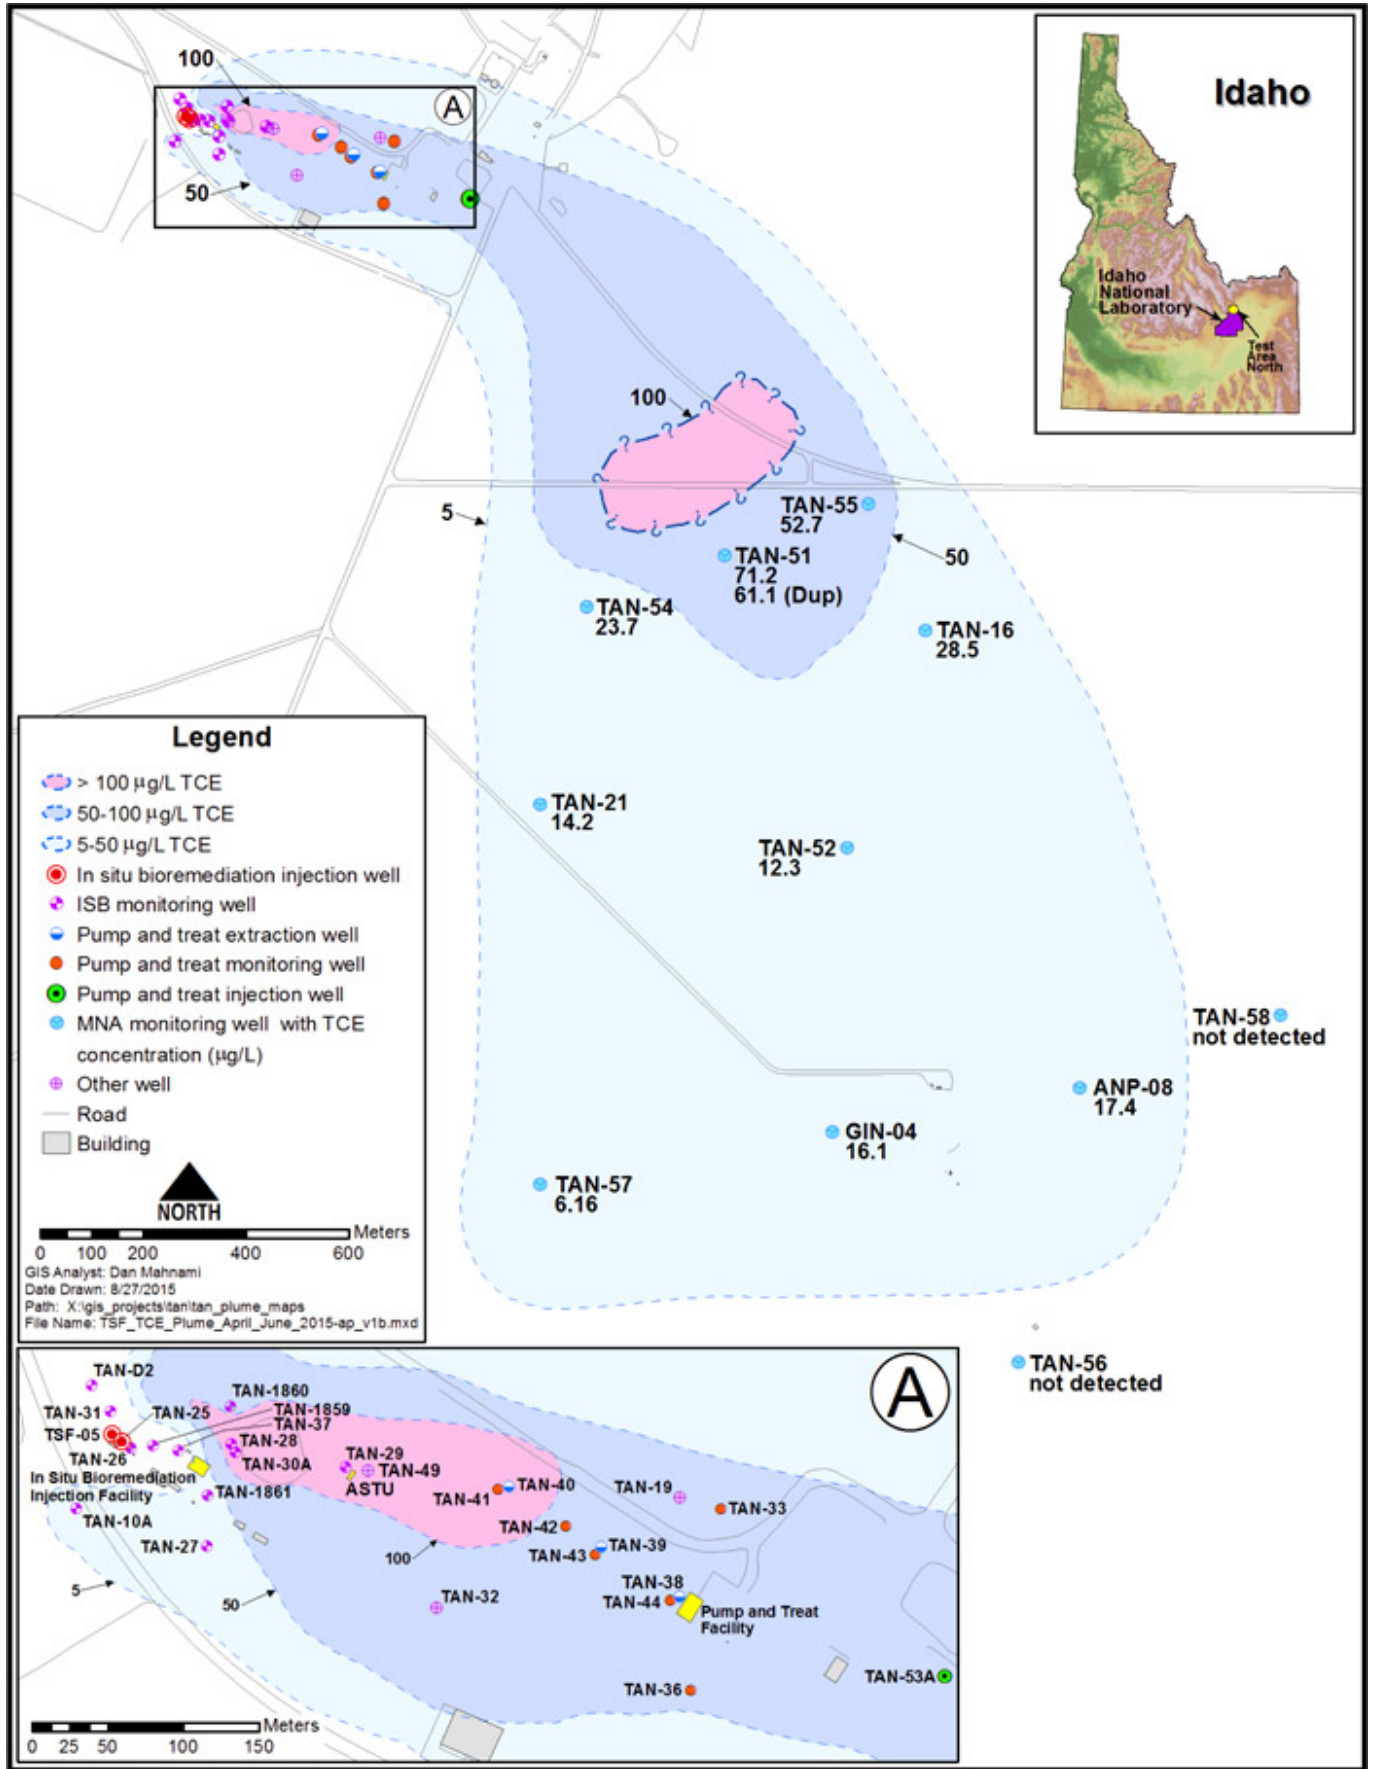 100
A
50
Idaho
Idaho
National
Laboratory
Test
Area
North
100
5
TAN-55
52.7
TAN-51
71.2
61.1 (Dup)
50
TAN-54
23.7
TAN-16
28.5
TAN-21
14.2
TAN-52
12.3
TAN-58
not detected
ANP-08
17.4
GIN-04
16.1
TAN-57
6.16
TAN-56
not detected
Legend
> 100 µg/L TCE
50-100 µg/L TCE
5-50 µg/L TCE
In situ bioremediation injection well
ISB monitoring well
Pump and treat extraction well
Pump and treat monitoring well
Pump and treat injection well
MNA monitoring well with TCE
concentration (µg/L)
Other well
Road
Building
NORTH
Meters
0 100 200 400 600
GIS Analyst: Dan Mahnami
Date Drawn: 8/27/2015
Path: X:\gis_projects\tan\tan_plume_maps
File Name: TSF_TCE_Plume_April_June_2015-ap_v1b.mxd
A
TAN-D2
TAN-1860
TAN-31
TAN-25
TAN-1859
TSF-05
TAN-37
TAN-26
TAN-28
TAN-30A
In Situ Bioremediation
Injection Facility
TAN-29
TAN-49
ASTU
TAN-1861
TAN-10A
TAN-27
TAN-41
TAN-40
TAN-19
TAN-33
TAN-42
TAN-43
TAN-39
100
TAN-38
TAN-44
Pump and Treat
Facility
5
50
TAN-32
TAN-53A
TAN-36
Meters
0 25 50 100 150